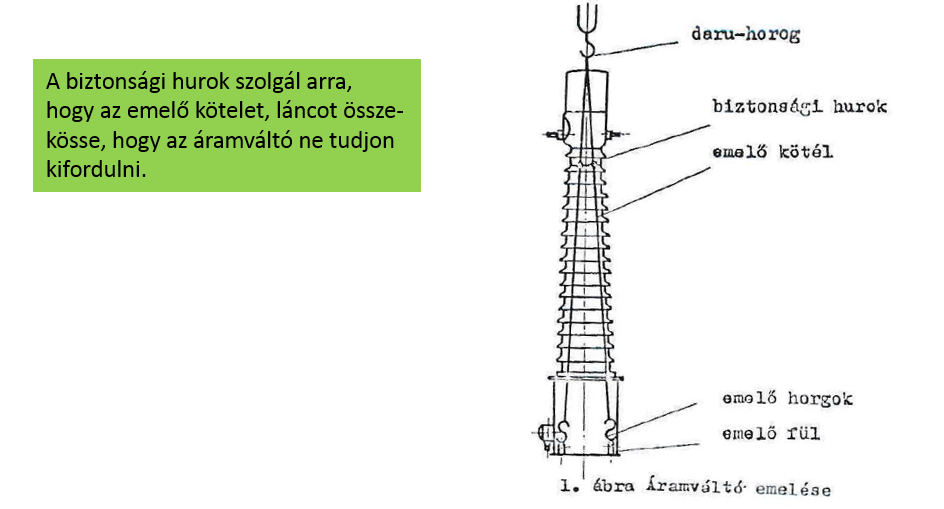 A biztonsági hurok szolgál arra,
hogy az emelő kötelet, láncot össze-
kösse, hogy az áramváltó ne tudjon
kifordulni.
daru-horog
biztonsági hurok
emelő kötél
emelő horgok
emelő fül
1. ábra Áramváltó emelése